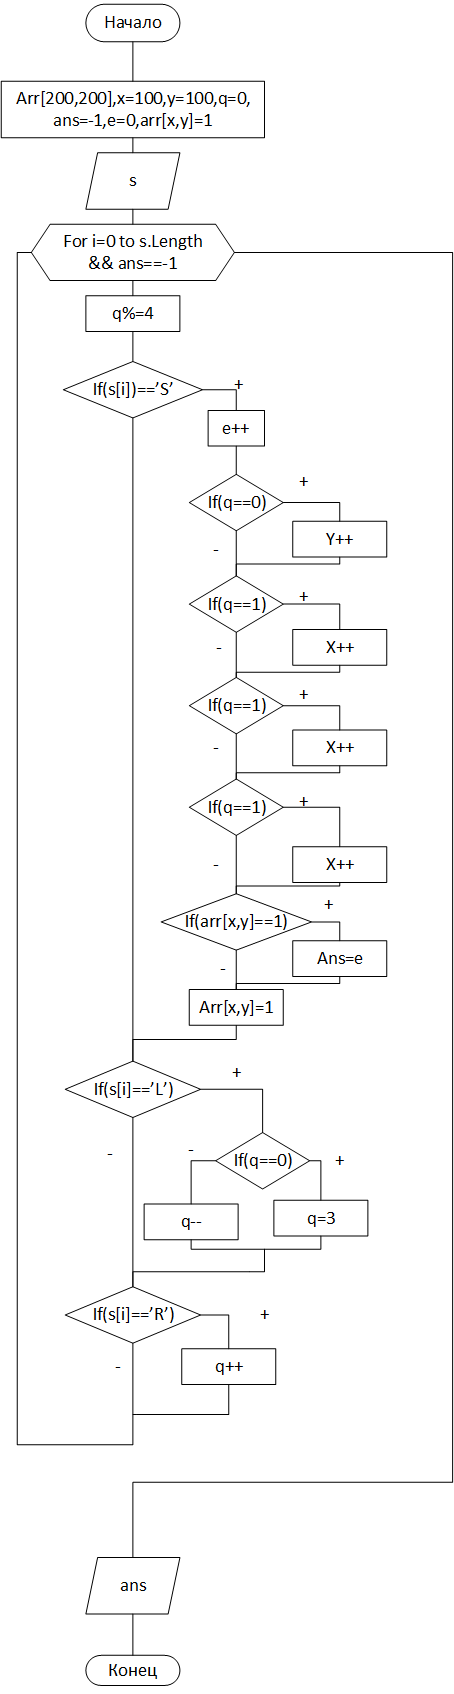 Начало
Arr[200,200],x=100,y=100,q=0,
ans=-1,e=0,arr[x,y]=1
s
For i=0 to s.Length
&& ans==-1
q%=4
If(s[i])=='S'
+
e++
If(q==0)
+
Y++
-
If(q==1)
+
X++
-
If(q==1)
+
X++
-
If(q==1)
+
X++
-
If(arr[x,y]==1)
+
Ans=e
-
Arr[x,y]=1
If(s[i]=='L')
+
-
If(q==0)
-
+
q--
q=3
If(s[i]=='R')
+
-
q++
ans
Конец